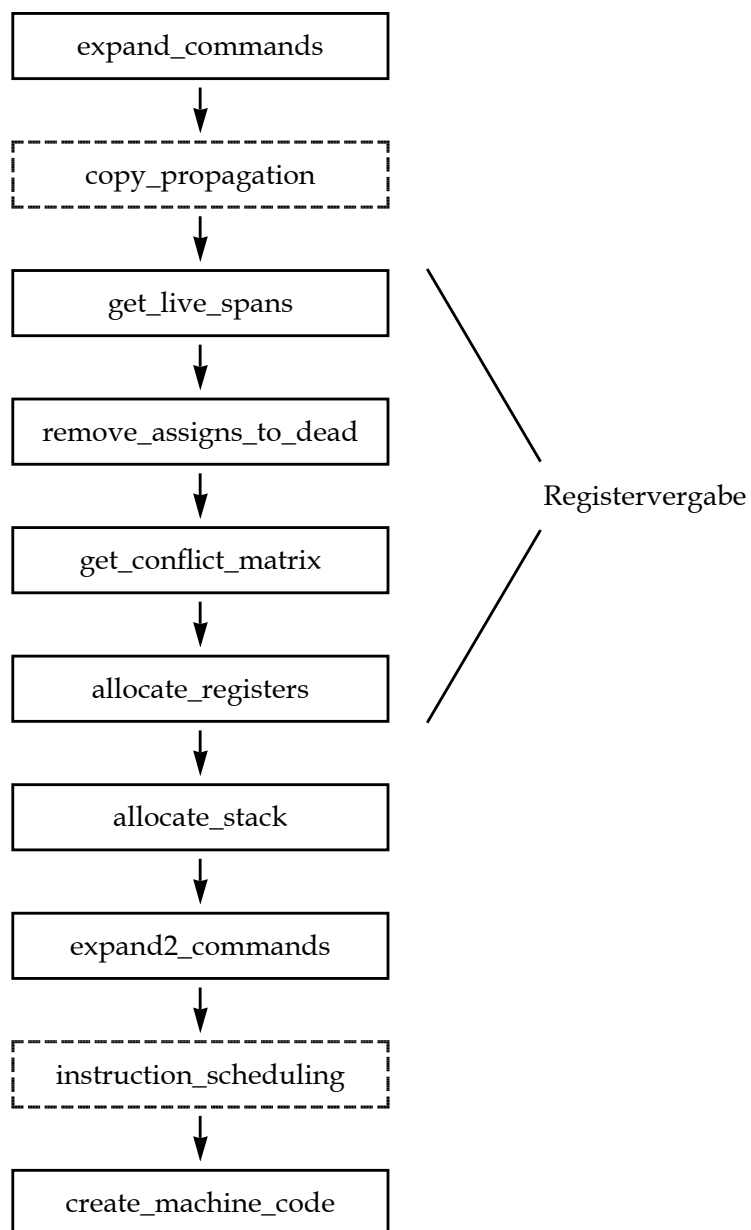 expand_commands
copy_propagation
get_live_spans
remove_assigns_to_dead
Registervergabe
get_conflict_matrix
allocate_registers
allocate_stack
expand2_commands
instruction_scheduling
create_machine_code